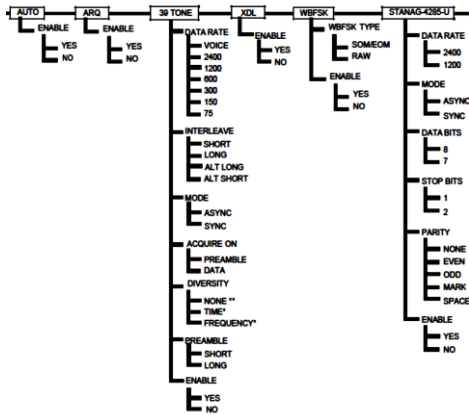 AUTO
ENABLE
YES
NO
ARQ
ENABLE
YES
NO
39 TONE
DATA RATE
VOICE
2400
1200
600
300
150
75
INTERLEAVE
SHORT
LONG
ALT LONG
ALT SHORT
MODE
ASYNC
SYNC
ACQUIRE ON
PREAMBLE
DATA
DIVERSITY
NONE **
TIME*
FREQUENCY*
PREAMBLE
SHORT
LONG
ENABLE
YES
NO
XDL
ENABLE
YES
NO
WBFSK
WBFSK TYPE
SOM/EOM
RAW
ENABLE
YES
NO
STANAG-4285-U
DATA RATE
2400
1200
MODE
ASYNC
SYNC
DATA BITS
8
7
STOP BITS
1
2
PARITY
NONE
EVEN
ODD
MARK
SPACE
ENABLE
YES
NO